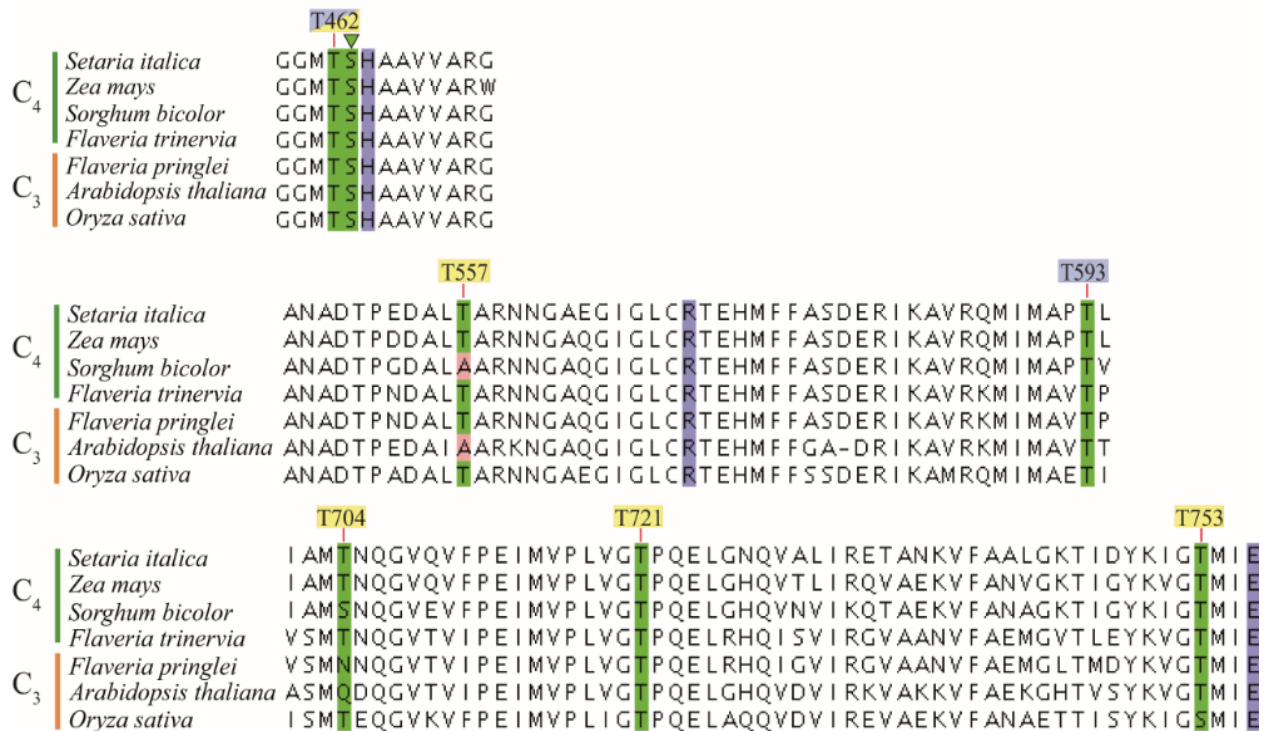 T462
Setaria italica GGMTSHAAVVARG
C₄ Zea mays GGMTSHAAVVARW
Sorghum bicolor GGMTSHAAVVARG
Flaveria trinervia GGMTSHAAVVARG
Flaveria pringlei GGMTSHAAVVARG
C₃ Arabidopsis thaliana GGMTSHAAVVARG
Oryza sativa GGMTSHAAVVARG
T557 T593
Setaria italica ANADTPEDALTARNNGAEGIGLCRTEHMFFASDERIKAVRQMIMAPTL
C₄ Zea mays ANADTPDDALTARNNGAQGIGLCRTEHMFFASDERIKAVRQMIMAPTL
Sorghum bicolor ANADTPGDALAARNNGAQGIGLCRTEHMFFASDERIKAVRQMIMAPTV
Flaveria trinervia ANADTPNDALTARNNGAQGIGLCRTEHMFFASDERIKAVRKMIMAVTP
Flaveria pringlei ANADTPNDALTARNNGAQGIGLCRTEHMFFASDERIKAVRKMIMAVTP
C₃ Arabidopsis thaliana ANADTPEDAIAARKNGAQGIGLCRTEHMFFGA-DRIKAVRKMIMAVTT
Oryza sativa ANADTPADALTARNNGAEGIGLCRTEHMFFSSDERIKAMRQMIMAETI
T704 T721 T753
Setaria italica IAMTNQGVQVFPEIMVPLVGTPQELGNQVALIRETANKVFAALGKTIDYKIGTMIE
C₄ Zea mays IAMTNQGVQVFPEIMVPLVGTPQELGHQVTLIRQVAEKVFANVGKTIGYKVGTMIE
Sorghum bicolor IAMSNQGVEVFPEIMVPLVGTPQELGHQVNVIKQTAEKVFANAGKTIGYKIGTMIE
Flaveria trinervia VSMTNQGVTVIPEIMVPLVGTPQELRHQISVIRGVAANVFAEMGVTLEYKVGTMIE
Flaveria pringlei VSMNNQGVTVIPEIMVPLVGTPQELRHQIGVIRGVAANVFAEMGLTMDYKVGTMIE
C₃ Arabidopsis thaliana ASMQDQGVTVIPEIMVPLVGTPQELGHQVDVIRKVAKKVFAEKGHTVSYKVGTMIE
Oryza sativa ISMTEQGVKVFPEIMVPLIGTPQELAQQVDVIREVAEKVFANAETTISYKIGSMIE